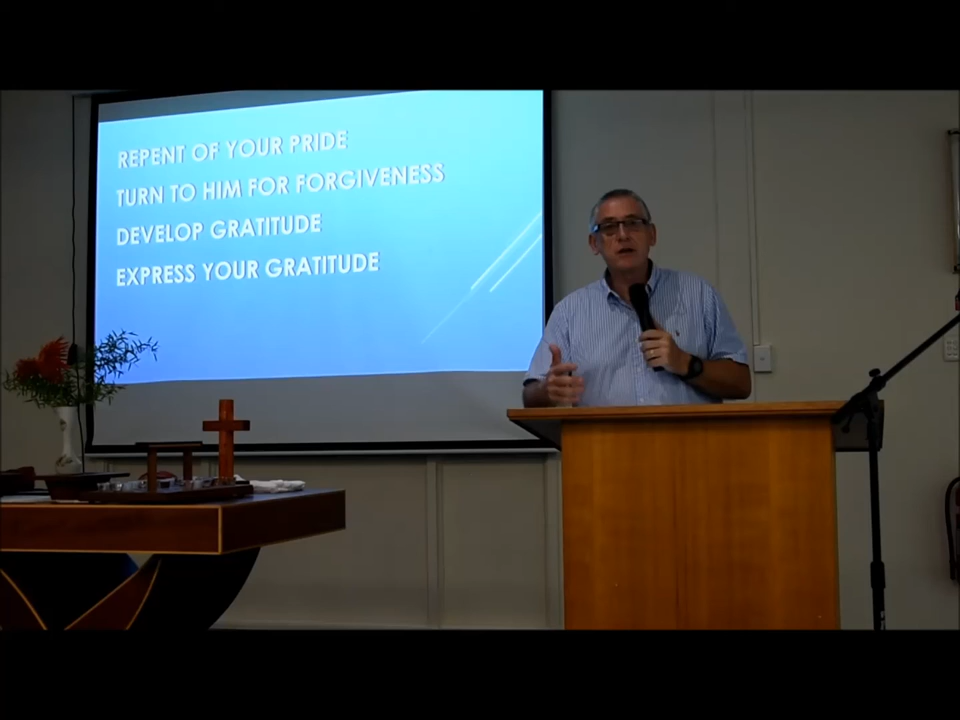 REPENT OF YOUR PRIDE
TURN TO HIM FOR FORGIVENESS
DEVELOP GRATITUDE
EXPRESS YOUR GRATITUDE